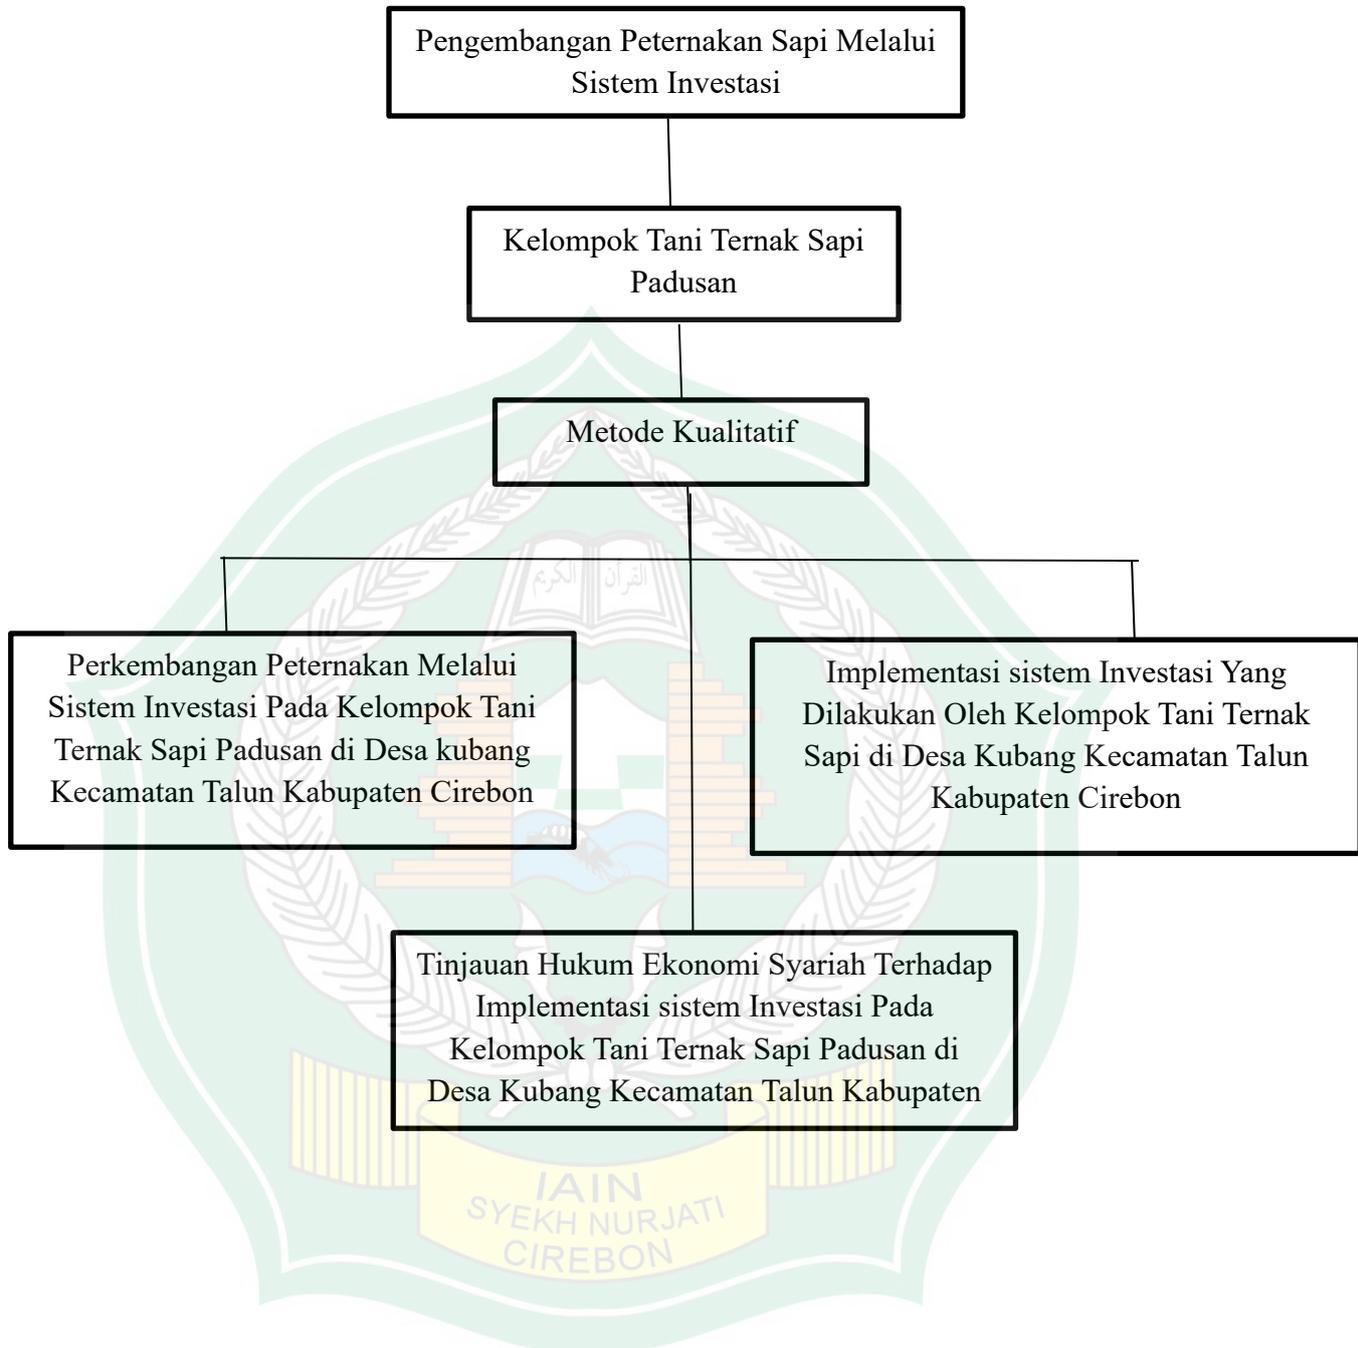 Pengembangan Peternakan Sapi Melalui
Sistem Investasi
Kelompok Tani Ternak Sapi
Padusan
Metode Kualitatif
القرآن الكريم
Perkembangan Peternakan Melalui
Sistem Investasi Pada Kelompok Tani
Ternak Sapi Padusan di Desa kubang
Kecamatan Talun Kabupaten Cirebon
Implementasi sistem Investasi Yang
Dilakukan Oleh Kelompok Tani Ternak
Sapi di Desa Kubang Kecamatan Talun
Kabupaten Cirebon
Tinjauan Hukum Ekonomi Syariah Terhadap
Implementasi sistem Investasi Pada
Kelompok Tani Ternak Sapi Padusan di
Desa Kubang Kecamatan Talun Kabupaten
IAIN
SYEKH NURJATI
CIREBON